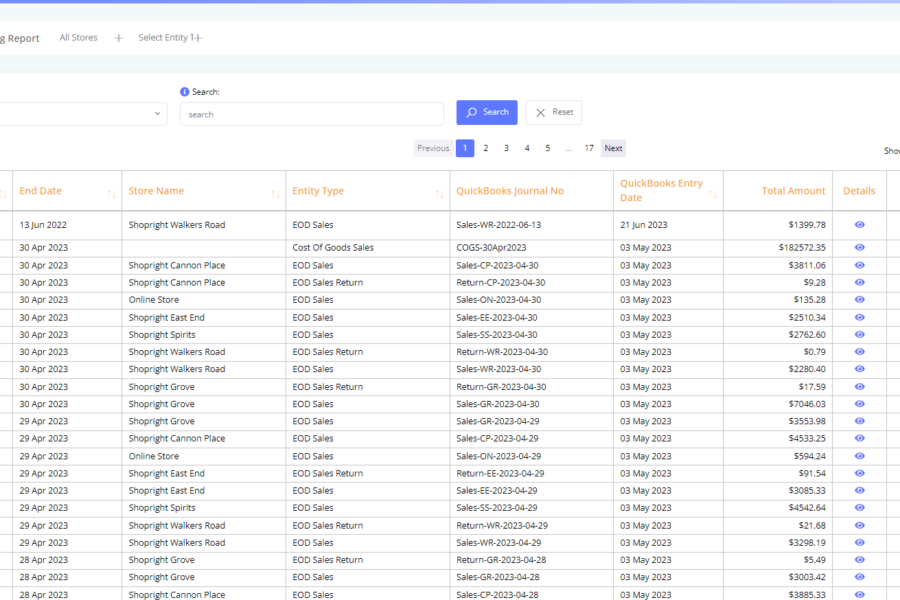 g Report All Stores + Select Entity T+
Search:
search Search Reset
Previous 1 2 3 4 5 ... 17 Next
Show
End Date Store Name Entity Type QuickBooks Journal No QuickBooks Entry Date Total Amount Details
13 Jun 2022 Shopright Walkers Road EOD Sales Sales-WR-2022-06-13 21 Jun 2023 $1399.78
30 Apr 2023 Cost Of Goods Sales COGS-30Apr2023 03 May 2023 $182572.35
30 Apr 2023 Shopright Cannon Place EOD Sales Sales-CP-2023-04-30 03 May 2023 $3811.06
30 Apr 2023 Shopright Cannon Place EOD Sales Return Return-CP-2023-04-30 03 May 2023 $9.28
30 Apr 2023 Online Store EOD Sales Sales-ON-2023-04-30 03 May 2023 $135.28
30 Apr 2023 Shopright East End EOD Sales Sales-EE-2023-04-30 03 May 2023 $2510.34
30 Apr 2023 Shopright Spirits EOD Sales Sales-SS-2023-04-30 03 May 2023 $2762.60
30 Apr 2023 Shopright Walkers Road EOD Sales Return Return-WR-2023-04-30 03 May 2023 $0.79
30 Apr 2023 Shopright Walkers Road EOD Sales Sales-WR-2023-04-30 03 May 2023 $2280.40
30 Apr 2023 Shopright Grove EOD Sales Return Return-GR-2023-04-30 03 May 2023 $17.59
30 Apr 2023 Shopright Grove EOD Sales Sales-GR-2023-04-30 03 May 2023 $7046.03
29 Apr 2023 Shopright Grove EOD Sales Sales-GR-2023-04-29 03 May 2023 $3553.98
29 Apr 2023 Shopright Cannon Place EOD Sales Sales-CP-2023-04-29 03 May 2023 $4533.25
29 Apr 2023 Online Store EOD Sales Sales-ON-2023-04-29 03 May 2023 $594.24
29 Apr 2023 Shopright East End EOD Sales Return Return-EE-2023-04-29 03 May 2023 $91.54
29 Apr 2023 Shopright East End EOD Sales Sales-EE-2023-04-29 03 May 2023 $3085.33
29 Apr 2023 Shopright Spirits EOD Sales Sales-SS-2023-04-29 03 May 2023 $4542.64
29 Apr 2023 Shopright Walkers Road EOD Sales Return Return-WR-2023-04-29 03 May 2023 $21.68
29 Apr 2023 Shopright Walkers Road EOD Sales Sales-WR-2023-04-29 03 May 2023 $3298.19
28 Apr 2023 Shopright Grove EOD Sales Return Return-GR-2023-04-28 03 May 2023 $5.49
28 Apr 2023 Shopright Grove EOD Sales Sales-GR-2023-04-28 03 May 2023 $3003.42
28 Apr 2023 Shopright Cannon Place EOD Sales Sales-CP-2023-04-28 03 May 2023 $3885.33